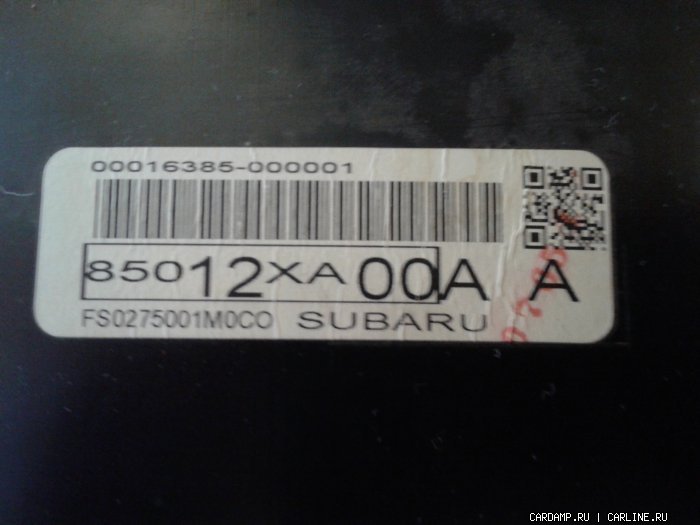 00016385-000001
85012XA00A A
FS0275001M0CO SUBARU
CARDAMP.RU | CARLINE.RU